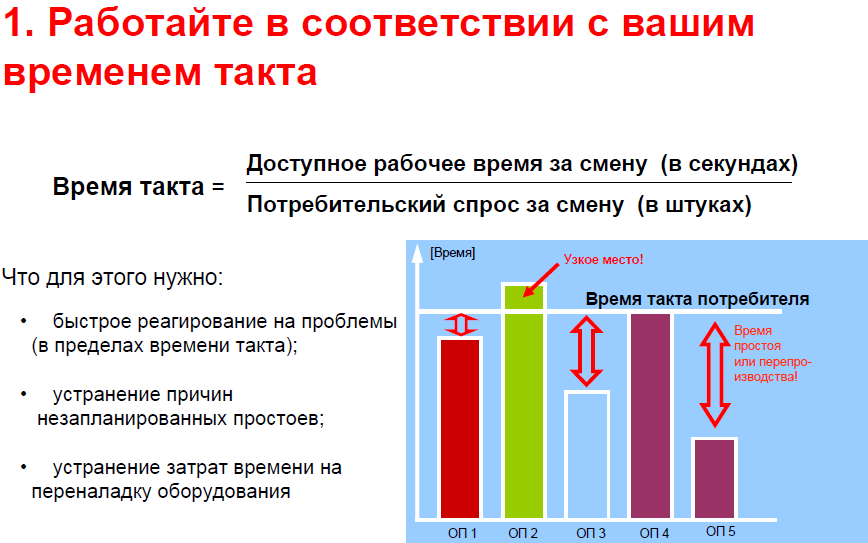 1. Работайте в соответствии с вашим
временем такта
Время такта =
Доступное рабочее время за смену (в секундах)
Потребительский спрос за смену (в штуках)
Что для этого нужно:
• быстрое реагирование на проблемы
(в пределах времени такта);
• устранение причин
незапланированных простоев;
• устранение затрат времени на
переналадку оборудования
[Время]
Узкое место!
Время такта потребителя
Время
простоя
или перепро-
изводства!
ОП 1 ОП 2 ОП 3 ОП 4 ОП 5